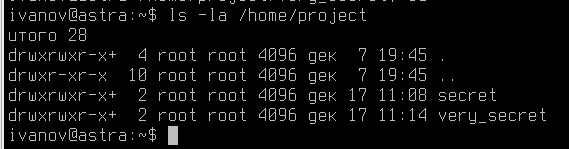 ivanov@astra:~$ ls -la /home/project
итого 28
drwxrwxr-x+  4 root root 4096 дек  7 19:45 .
drwxr-xr-x  10 root root 4096 дек  7 19:45 ..
drwxrwxr-x+  2 root root 4096 дек 17 11:08 secret
drwxrwxr-x+  2 root root 4096 дек 17 11:14 very_secret
ivanov@astra:~$